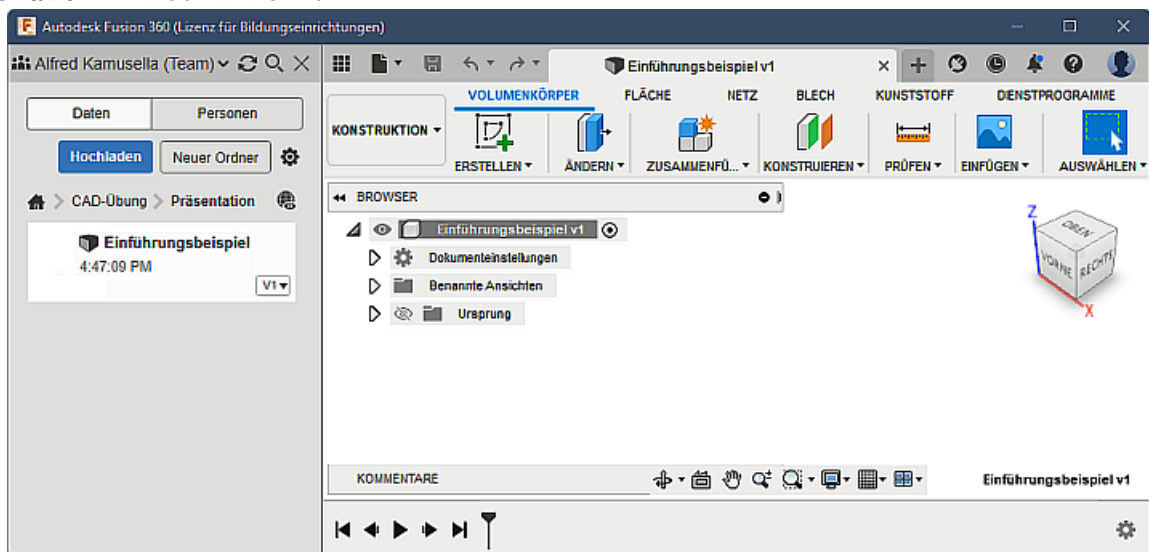 Autodesk Fusion 360 (Lizenz für Bildungseinrichtungen)
Alfred Kamusella (Team)
Einführungsbeispiel v1
Daten Personen
Hochladen Neuer Ordner
CAD-Übung > Präsentation
Einführungsbeispiel
4:47:09 PM
V1
VOLUMENKÖRPER FLÄCHE NETZ BLECH KUNSTSTOFF DIENSTPROGRAMME
KONSTRUKTION
ERSTELLEN ÄNDERN ZUSAMMENFÜ... KONSTRUIEREN PRÜFEN EINFÜGEN AUSWÄHLEN
BROWSER
Einführungsbeispiel v1
Dokumenteinstellungen
Benannte Ansichten
Ursprung
Z
OBEN
VORNE RECHTS
X
KOMMENTARE
Einführungsbeispiel v1